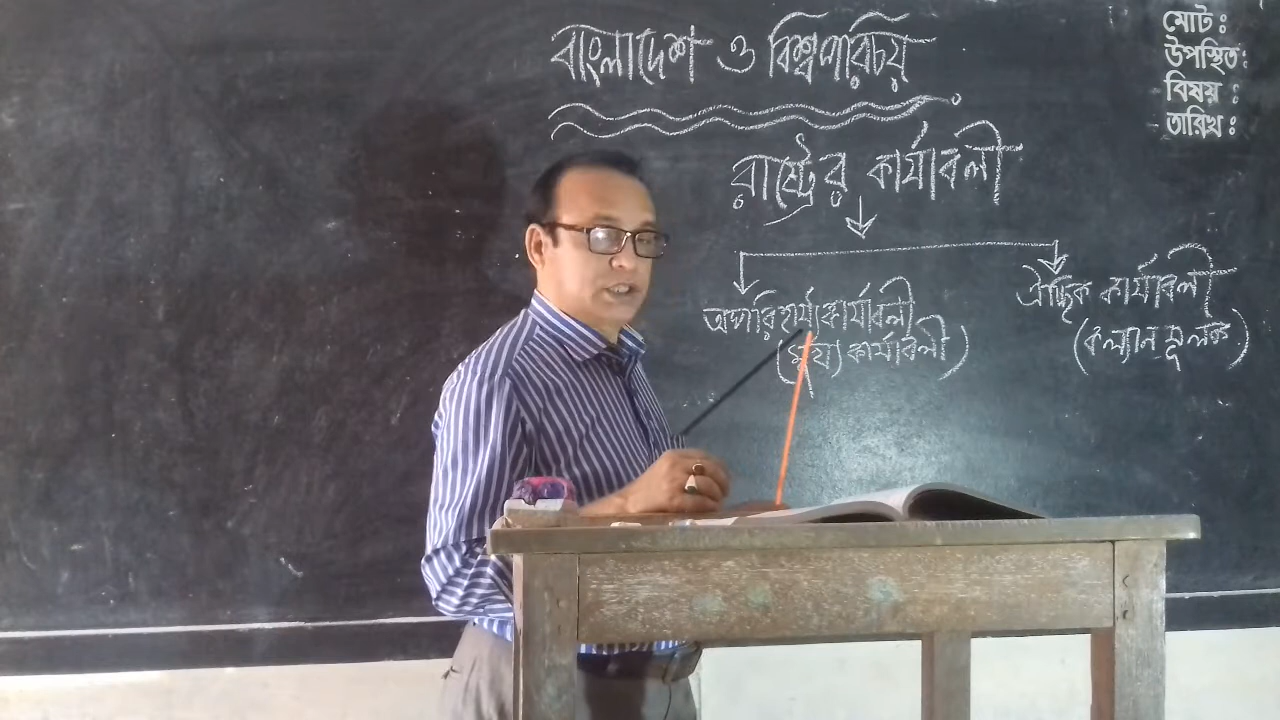 বাংলাদেশ ও বিশ্বপরিচয়
রাষ্ট্রের কার্যাবলী
অপরিহার্য কার্যাবলী
(মূখ্য কার্যাবলী)
ঐচ্ছিক কার্যাবলী
(কল্যান মূলক)
মোট :
উপস্থিত :
বিষয় :
তারিখ :